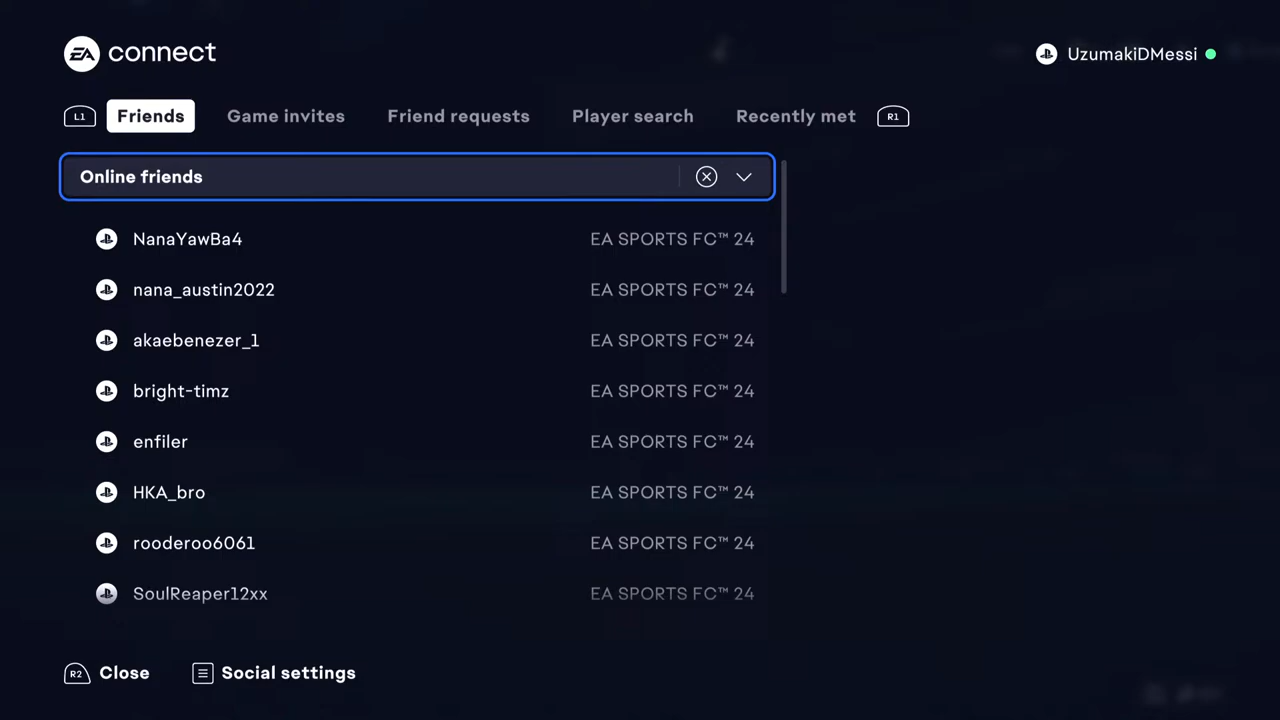 EA connect
UzumakiDMessi
L1 Friends Game invites Friend requests Player search Recently met R1
Online friends
NanaYawBa4 EA SPORTS FC™ 24
nana_austin2022 EA SPORTS FC™ 24
akaebenezer_1 EA SPORTS FC™ 24
bright-timz EA SPORTS FC™ 24
enfiler EA SPORTS FC™ 24
HKA_bro EA SPORTS FC™ 24
rooderoo6061 EA SPORTS FC™ 24
SoulReaper12xx EA SPORTS FC™ 24
R2 Close Social settings